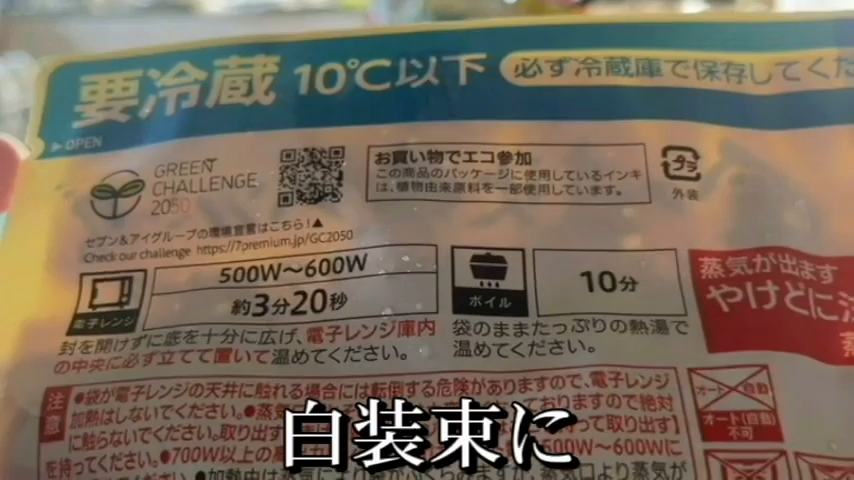 要冷蔵 10℃以下 必ず冷蔵庫で保存してくだ
▶OPEN
GREEN
CHALLENGE
2050
お買い物でエコ参加
この商品のパッケージに使用しているインキ
は、植物由来原料を一部使用しています。
プラ
外装
セブン&アイグループの環境宣言はこちら!▲
Check our challenge https://7premium.jp/GC2050
電子レンジ
500W〜600W
約3分20秒
ボイル
10分
蒸気が出ます
やけどに
封を開けずに底を十分に広げ、電子レンジ庫内
の中央に必ず立てて置いて温めてください。
袋のままたっぷりの熱湯で
温めてください。
注意
●袋が電子レンジの天井に触れる場合には転倒する危険がありますので、電子レンジ
加熱はしないでください。●蒸気
ておりますので絶対
に触らないでください。取り出す
って取り出す】
を持ってください。●700W以上の高
500W〜600Wに
オート 自動
オート(自動)
不可
白装束に